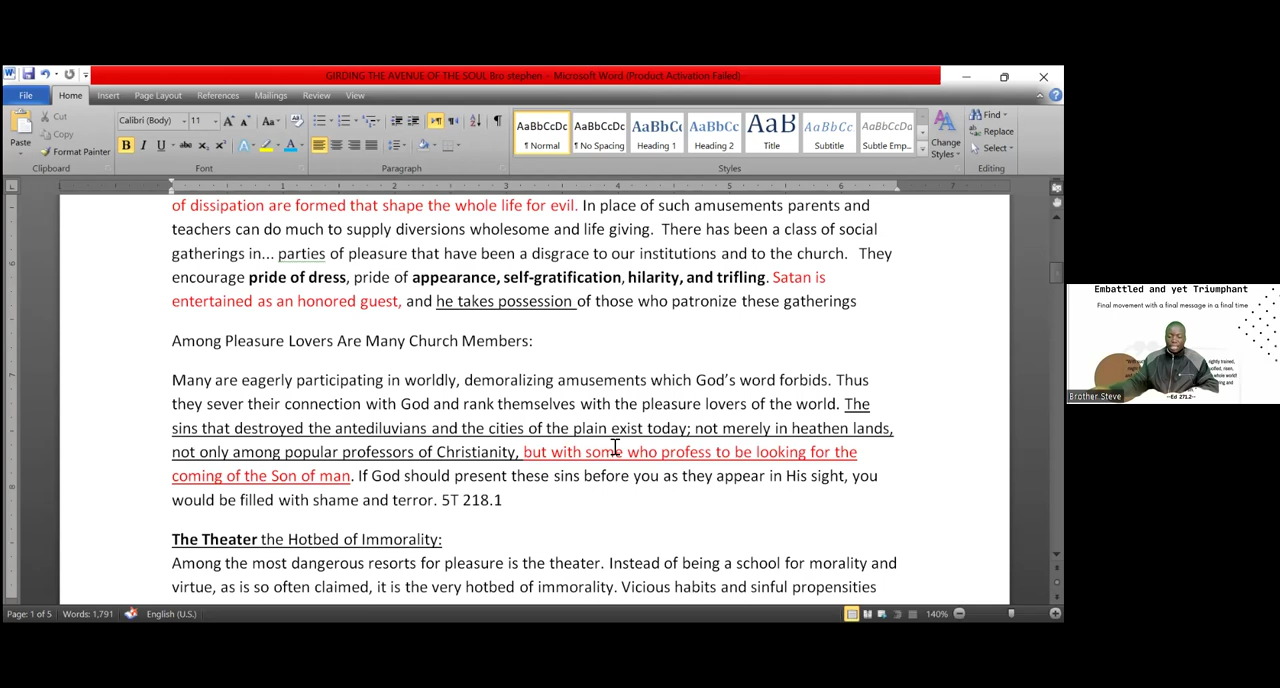 GIRDING THE AVENUE OF THE SOUL Bro stephen - Microsoft Word (Product Activation Failed)
File Home Insert Page Layout References Mailings Review View
Paste
Cut
Copy
Format Painter
Clipboard
Calibri (Body) 11
Font
Paragraph
AaBbCcDc AaBbCcDc AaBbCc AaBbCc AaB AaBbCc. AaBbCcDc
¶ Normal ¶ No Spacing Heading 1 Heading 2 Title Subtitle Subtle Emp...
Change
Styles
Styles
Find
Replace
Select
Editing
of dissipation are formed that shape the whole life for evil. In place of such amusements parents and
teachers can do much to supply diversions wholesome and life giving. There has been a class of social
gatherings in... parties of pleasure that have been a disgrace to our institutions and to the church. They
encourage pride of dress, pride of appearance, self-gratification, hilarity, and trifling. Satan is
entertained as an honored guest, and he takes possession of those who patronize these gatherings
Among Pleasure Lovers Are Many Church Members:
Many are eagerly participating in worldly, demoralizing amusements which God's word forbids. Thus
they sever their connection with God and rank themselves with the pleasure lovers of the world. The
sins that destroyed the antediluvians and the cities of the plain exist today; not merely in heathen lands,
not only among popular professors of Christianity, but with some who profess to be looking for the
coming of the Son of man. If God should present these sins before you as they appear in His sight, you
would be filled with shame and terror. 5T 218.1
The Theater the Hotbed of Immorality:
Among the most dangerous resorts for pleasure is the theater. Instead of being a school for morality and
virtue, as is so often claimed, it is the very hotbed of immorality. Vicious habits and sinful propensities
Page: 1 of 5 Words: 1,791 English (U.S.) 140%
Embattled and yet Triumphant
Final movement with a final message in a final time
rightly trained,
risen,
whole world!
--Ed 271.2--
Brother Steve